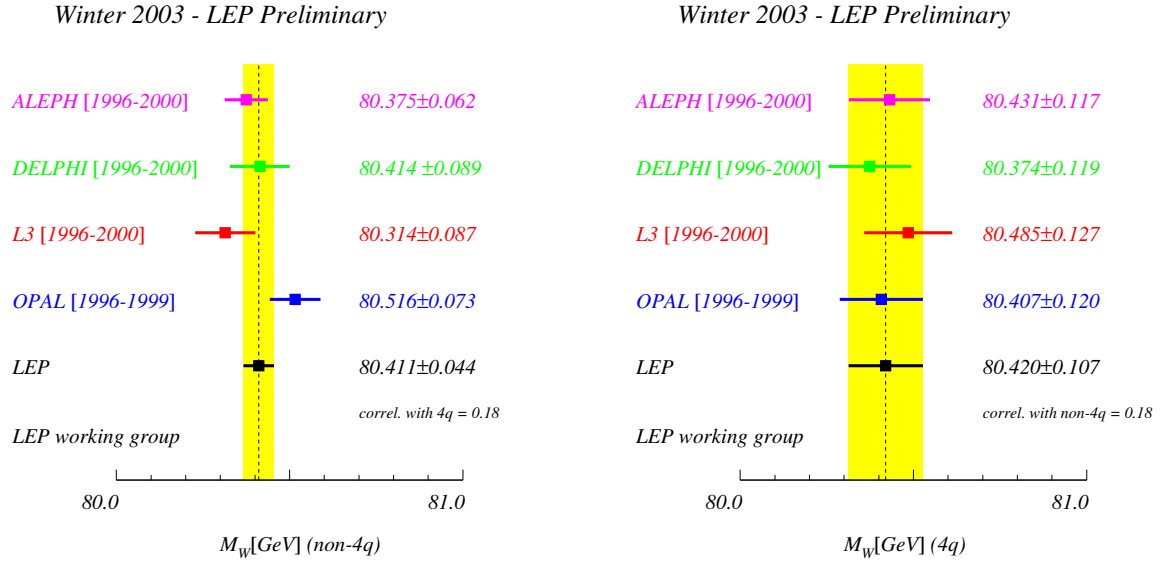 Winter 2003 - LEP Preliminary
ALEPH [1996-2000] 80.375±0.062
DELPHI [1996-2000] 80.414 ±0.089
L3 [1996-2000] 80.314±0.087
OPAL [1996-1999] 80.516±0.073
LEP 80.411±0.044
correl. with 4q = 0.18
LEP working group
80.0 81.0
M_W[GeV] (non-4q)
Winter 2003 - LEP Preliminary
ALEPH [1996-2000] 80.431±0.117
DELPHI [1996-2000] 80.374±0.119
L3 [1996-2000] 80.485±0.127
OPAL [1996-1999] 80.407±0.120
LEP 80.420±0.107
correl. with non-4q = 0.18
LEP working group
80.0 81.0
M_W[GeV] (4q)